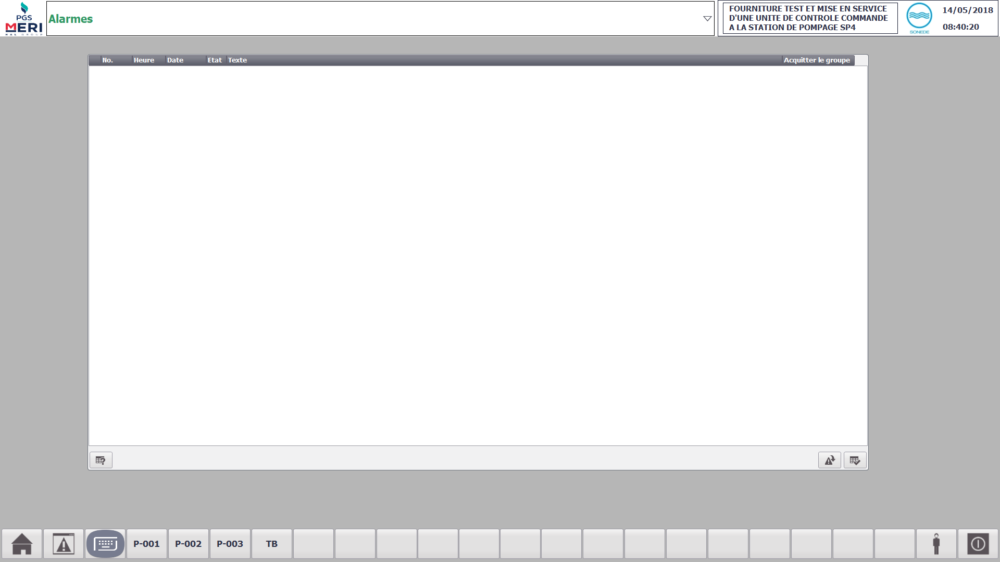 PGS
MERI
HAL GROUP
Alarmes
FOURNITURE TEST ET MISE EN SERVICE
D'UNE UNITE DE CONTROLE COMMANDE
A LA STATION DE POMPAGE SP4
SONEDE
14/05/2018
08:40:20
No. Heure Date Etat Texte Acquitter le groupe
P-001 P-002 P-003 TB